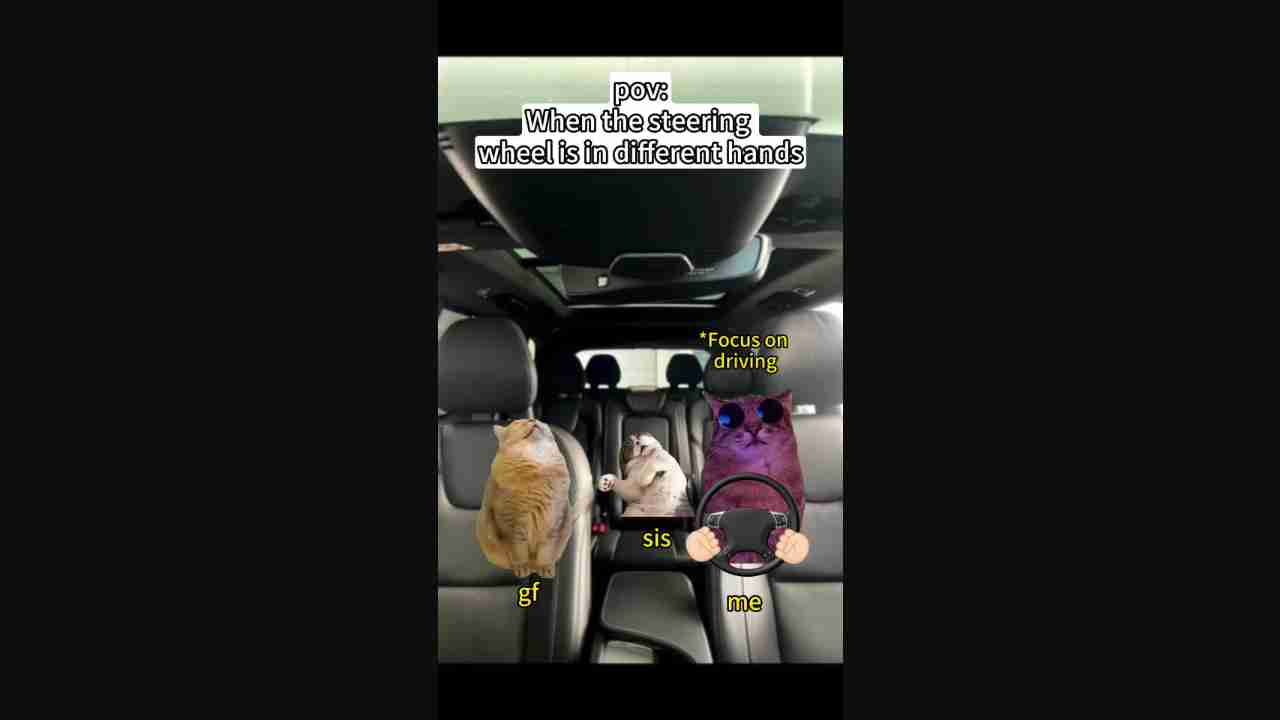 pov:
When the steering
wheel is in different hands
*Focus on
driving
sis
gf
me